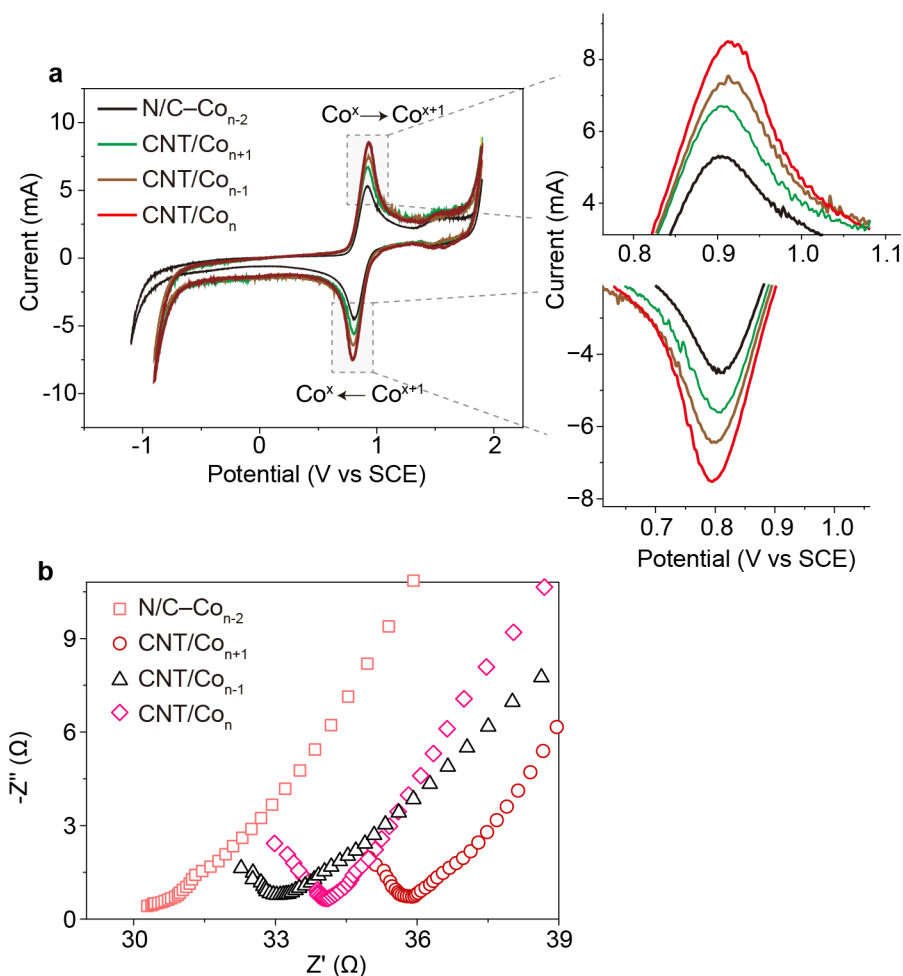 a
N/C–Coₙ₋₂
CNT/Coₙ₊₁
CNT/Coₙ₋₁
CNT/Coₙ
Coˣ → Coˣ⁺¹
Coˣ ← Coˣ⁺¹
10
5
0
-5
-10
Current (mA)
-1
0
1
2
Potential (V vs SCE)
8
6
4
0.8
0.9
1.0
1.1
Current (mA)
−4
−6
−8
0.7
0.8
0.9
1.0
Potential (V vs SCE)
b
N/C–Coₙ₋₂
CNT/Coₙ₊₁
CNT/Coₙ₋₁
CNT/Coₙ
9
6
3
0
-Z" (Ω)
30
33
36
39
Z' (Ω)